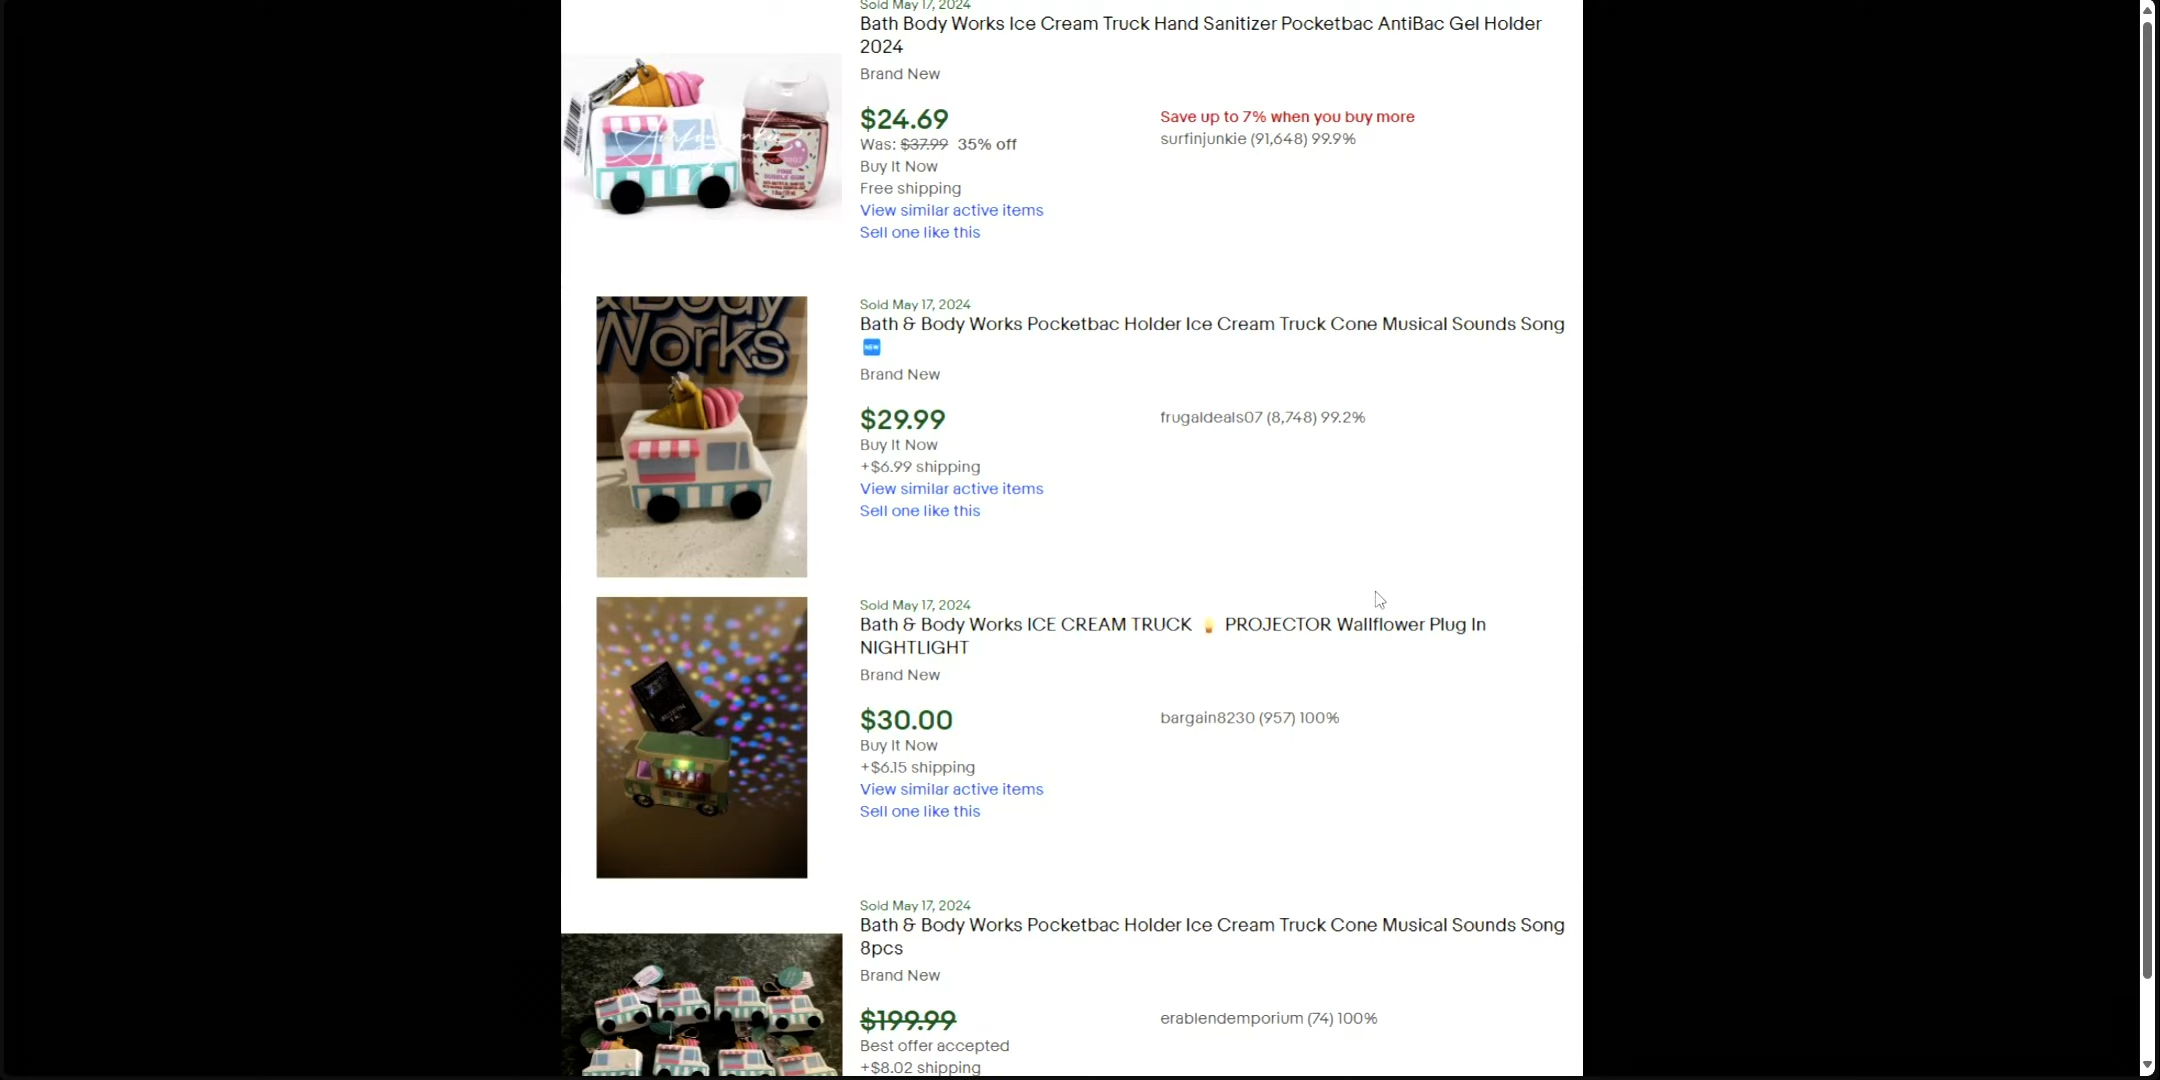 Sold May 17, 2024
Bath Body Works Ice Cream Truck Hand Sanitizer Pocketbac AntiBac Gel Holder
2024
Brand New
$24.69
Was: $37.99 35% off
Buy It Now
Free shipping
View similar active items
Sell one like this
Save up to 7% when you buy more
surfinjunkie (91,648) 99.9%
PINK
BUBBLE GUM
& Body
Works
Sold May 17, 2024
Bath & Body Works Pocketbac Holder Ice Cream Truck Cone Musical Sounds Song
NEW
Brand New
$29.99
Buy It Now
+$6.99 shipping
View similar active items
Sell one like this
frugaldeals07 (8,748) 99.2%
Sold May 17, 2024
Bath & Body Works ICE CREAM TRUCK PROJECTOR Wallflower Plug In
NIGHTLIGHT
Brand New
$30.00
Buy It Now
+$6.15 shipping
View similar active items
Sell one like this
bargain8230 (957) 100%
Sold May 17, 2024
Bath & Body Works Pocketbac Holder Ice Cream Truck Cone Musical Sounds Song
8pcs
Brand New
$199.99
Best offer accepted
+$8.02 shipping
erablendemporium (74) 100%